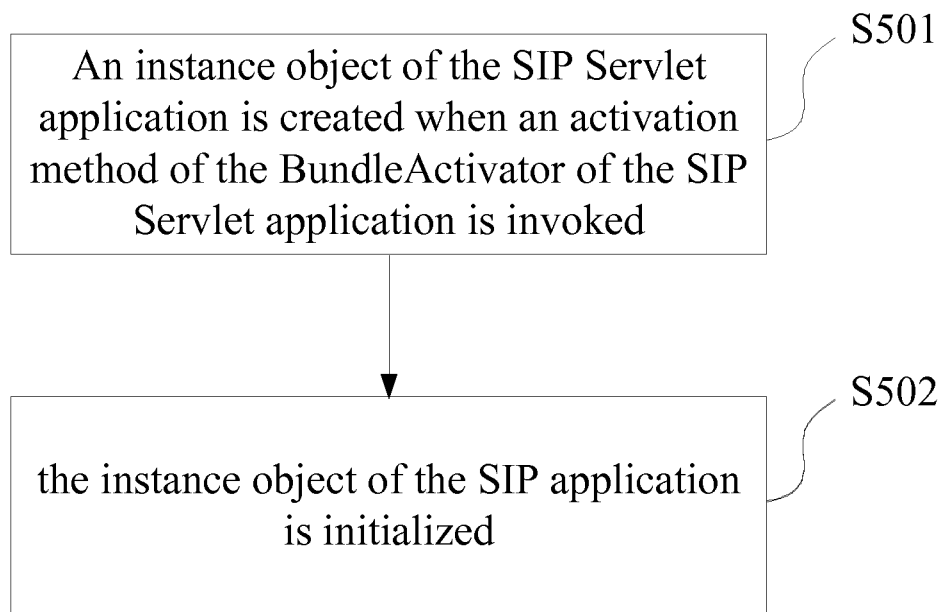 S501
An instance object of the SIP Servlet
application is created when an activation
method of the BundleActivator of the SIP
Servlet application is invoked
S502
the instance object of the SIP application
is initialized